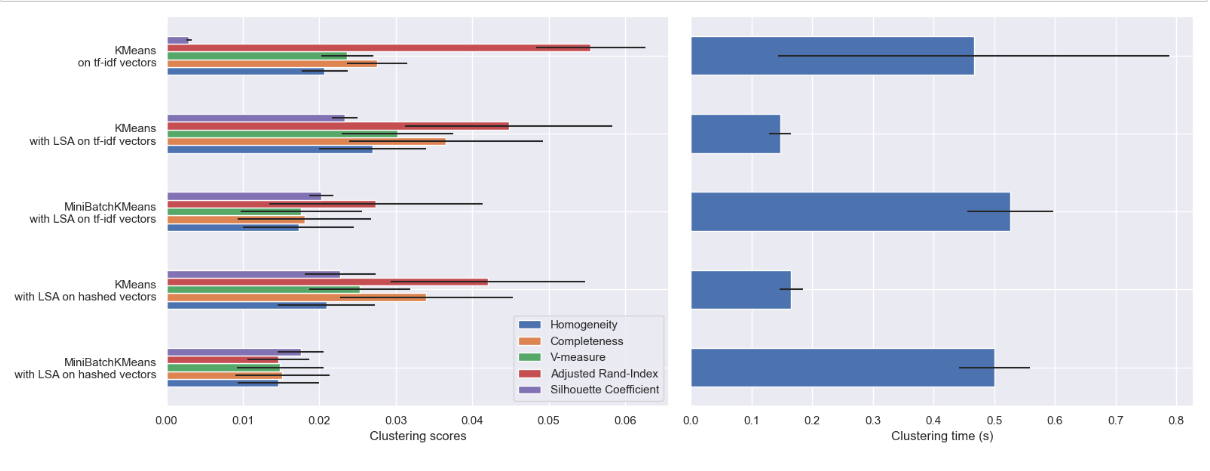 KMeans
on tf-idf vectors
KMeans
with LSA on tf-idf vectors
MiniBatchKMeans
with LSA on tf-idf vectors
KMeans
with LSA on hashed vectors
MiniBatchKMeans
with LSA on hashed vectors
Homogeneity
Completeness
V-measure
Adjusted Rand-Index
Silhouette Coefficient
0.00 0.01 0.02 0.03 0.04 0.05 0.06
Clustering scores
0.0 0.1 0.2 0.3 0.4 0.5 0.6 0.7 0.8
Clustering time (s)